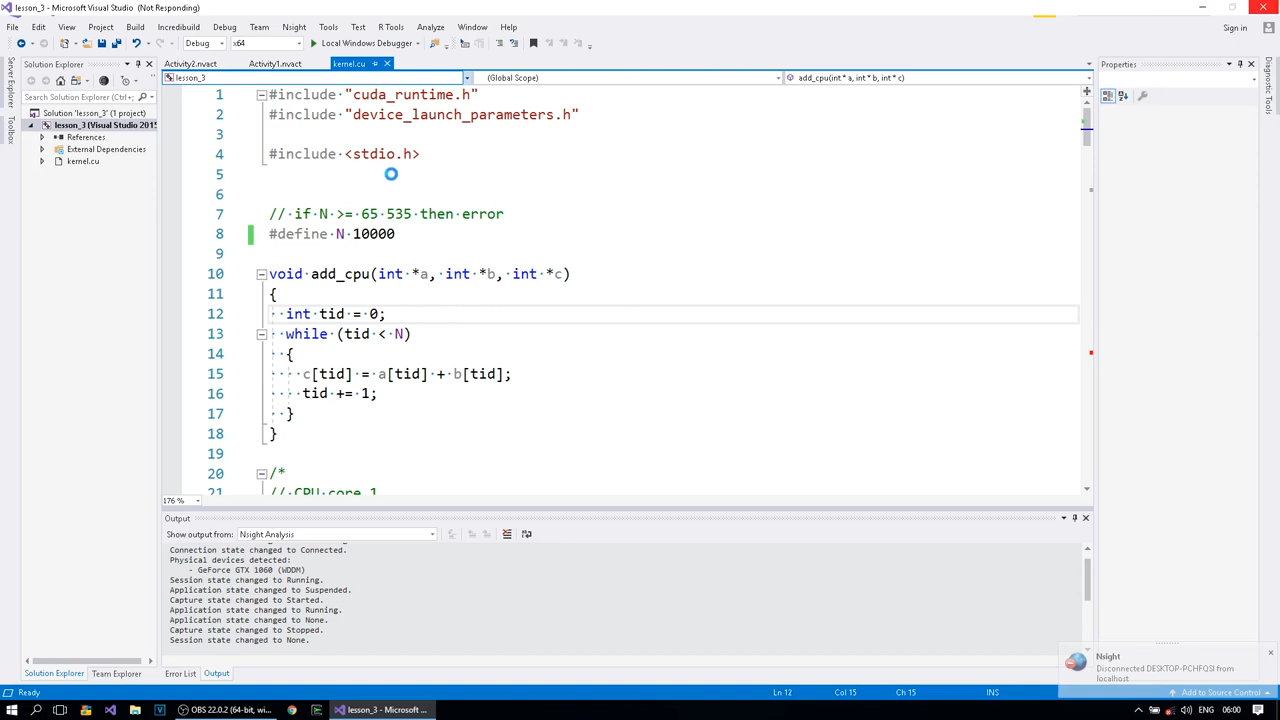 lesson_3 - Microsoft Visual Studio (Not Responding)
File Edit View Project Build Incredibuild Debug Team Nsight Tools Test R Tools Analyze Window Help
Sign in
Debug x64 Local Windows Debugger
Server Explorer
Toolbox
Solution Explorer
Search Solution Explorer (Ctrl+;)
Solution 'lesson_3' (1 project)
lesson_3 (Visual Studio 2015
References
External Dependencies
kernel.cu
Solution Explorer Team Explorer
Activity2.nvact Activity1.nvact kernel.cu
lesson_3 (Global Scope) add_cpu(int * a, int * b, int * c)
1 #include "cuda_runtime.h"
2 #include "device_launch_parameters.h"
3
4 #include <stdio.h>
5
6
7 // if N >= 65 535 then error
8 #define N 10000
9
10 void add_cpu(int *a, int *b, int *c)
11 {
12 int tid = 0;
13 while (tid < N)
14 {
15 c[tid] = a[tid] + b[tid];
16 tid += 1;
17 }
18 }
19
20 /*
21 // CPU core 1
176 %
Output
Show output from: Nsight Analysis
Connection state changed to Connected.
Physical devices detected:
- GeForce GTX 1060 (WDDM)
Session state changed to Running.
Application state changed to Suspended.
Capture state changed to Started.
Application state changed to Running.
Application state changed to None.
Capture state changed to Stopped.
Session state changed to None.
Error List Output
Properties
Diagnostic Tools
Nsight
Disconnected DESKTOP-PCHFQSI from
localhost
Ready Ln 12 Col 15 Ch 15 INS Add to Source Control
OBS 22.0.2 (64-bit, wi... lesson_3 - Microsoft ... ENG 06:00